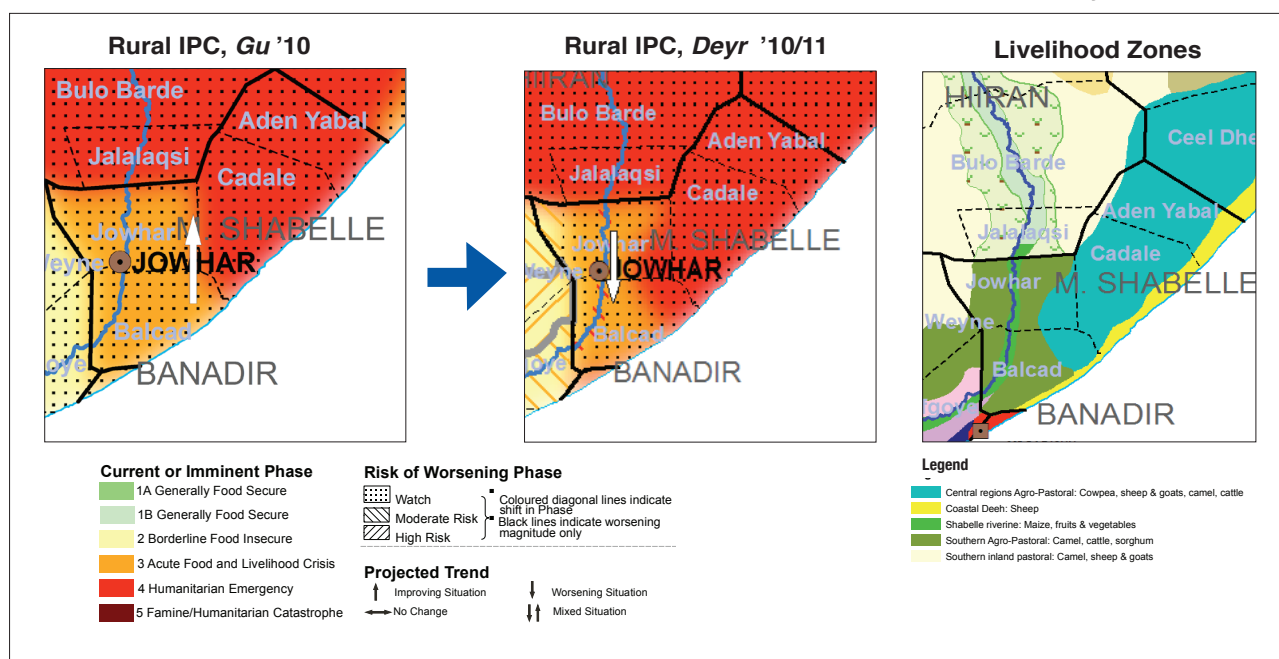 Rural IPC, Gu ’10
Rural IPC, Deyr ’10/11
Livelihood Zones
Bulo Barde
Aden Yabal
Jalalaqsi
Cadale
Jowhar
M. SHABELLE
Weyne
JOWHAR
Balcad
oye
BANADIR
HIIRAN
Bulo Barde
Aden Yabal
Jalalaqsi
Cadale
Jowhar
M. SHABELLE
JOWHAR
Balcad
oye
BANADIR
HIIRAN
Ceel Dhe
Bulo Barde
Aden Yabal
Jalalaqsi
Cadale
Jowhar
M. SHABELLE
Weyne
Balcad
fgoye
BANADIR
Current or Imminent Phase
1A Generally Food Secure
1B Generally Food Secure
2 Borderline Food Insecure
3 Acute Food and Livelihood Crisis
4 Humanitarian Emergency
5 Famine/Humanitarian Catastrophe
Risk of Worsening Phase
Watch
Moderate Risk
High Risk
Coloured diagonal lines indicate
shift in Phase
Black lines indicate worsening
magnitude only
Projected Trend
Improving Situation
Worsening Situation
No Change
Mixed Situation
Legend
Central regions Agro-Pastoral: Cowpea, sheep & goats, camel, cattle
Coastal Deeh: Sheep
Shabelle riverine: Maize, fruits & vegetables
Southern Agro-Pastoral: Camel, cattle, sorghum
Southern inland pastoral: Camel, sheep & goats